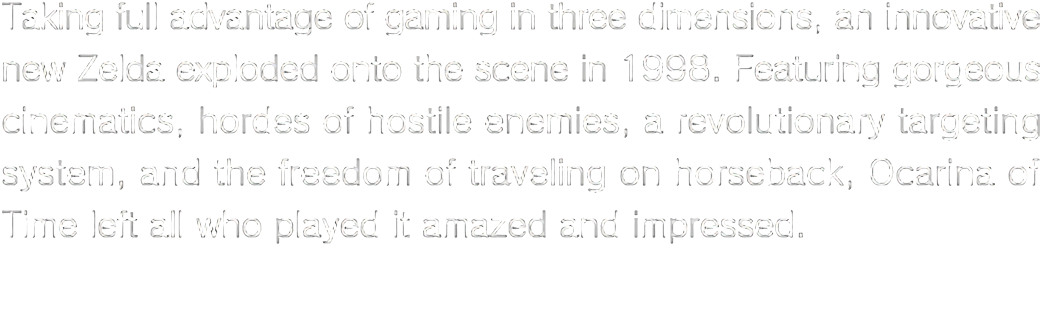 Taking full advantage of gaming in three dimensions, an innovative
new Zelda exploded onto the scene in 1998. Featuring gorgeous
cinematics, hordes of hostile enemies, a revolutionary targeting
system, and the freedom of traveling on horseback, Ocarina of
Time left all who played it amazed and impressed.